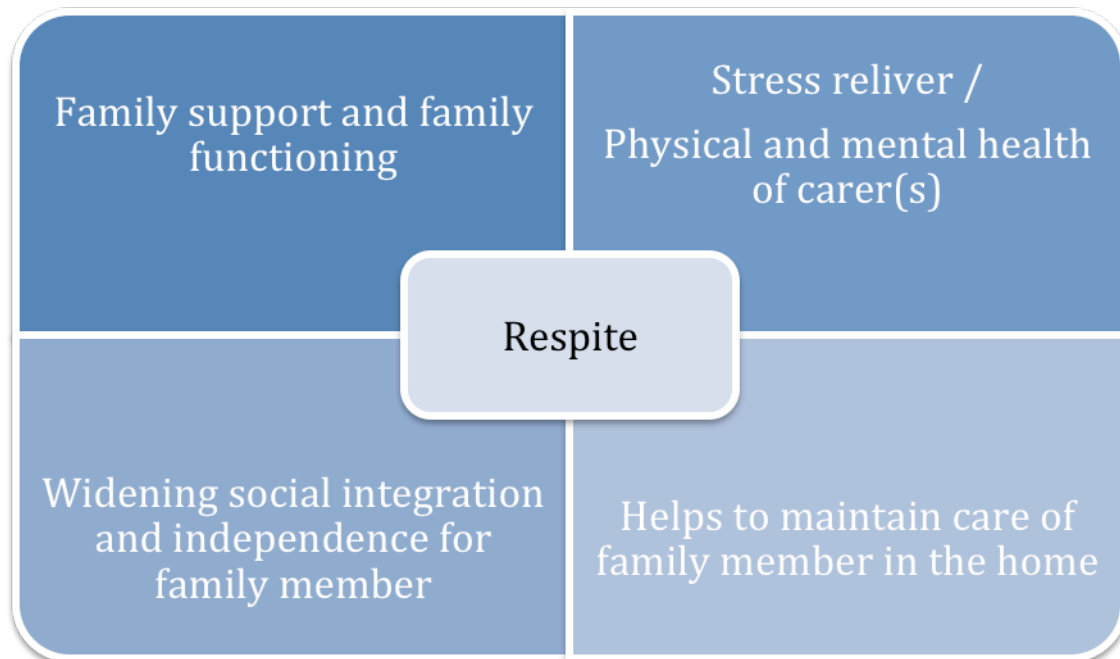 Family support and family
functioning
Stress reliver /
Physical and mental health
of carer(s)
Respite
Widening social integration
and independence for
family member
Helps to maintain care of
family member in the home